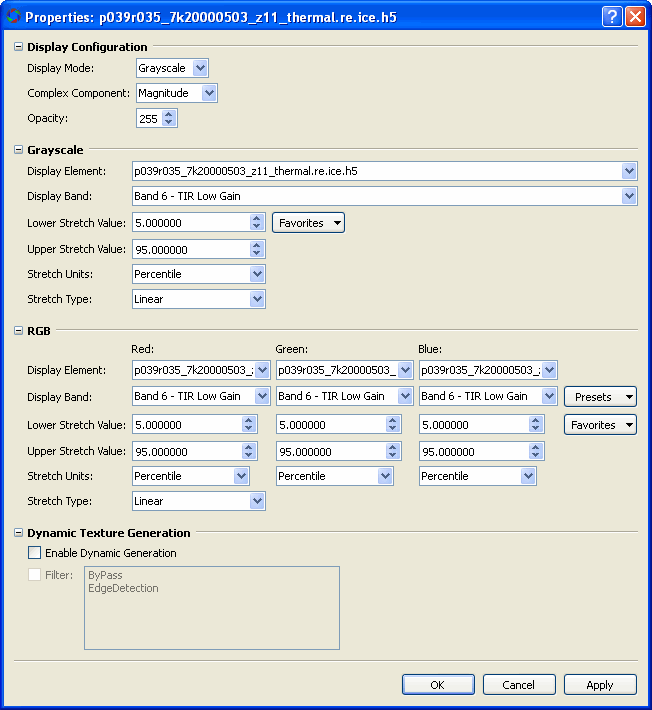 Properties: p039r035_7k20000503_z11_thermal.re.ice.h5
Display Configuration
Display Mode: Grayscale
Complex Component: Magnitude
Opacity: 255
Grayscale
Display Element: p039r035_7k20000503_z11_thermal.re.ice.h5
Display Band: Band 6 - TIR Low Gain
Lower Stretch Value: 5.000000 Favorites
Upper Stretch Value: 95.000000
Stretch Units: Percentile
Stretch Type: Linear
RGB
Red: Green: Blue:
Display Element: p039r035_7k20000503_ p039r035_7k20000503_ p039r035_7k20000503_
Display Band: Band 6 - TIR Low Gain Band 6 - TIR Low Gain Band 6 - TIR Low Gain Presets
Lower Stretch Value: 5.000000 5.000000 5.000000 Favorites
Upper Stretch Value: 95.000000 95.000000 95.000000
Stretch Units: Percentile Percentile Percentile
Stretch Type: Linear
Dynamic Texture Generation
Enable Dynamic Generation
Filter: ByPass
EdgeDetection
OK Cancel Apply